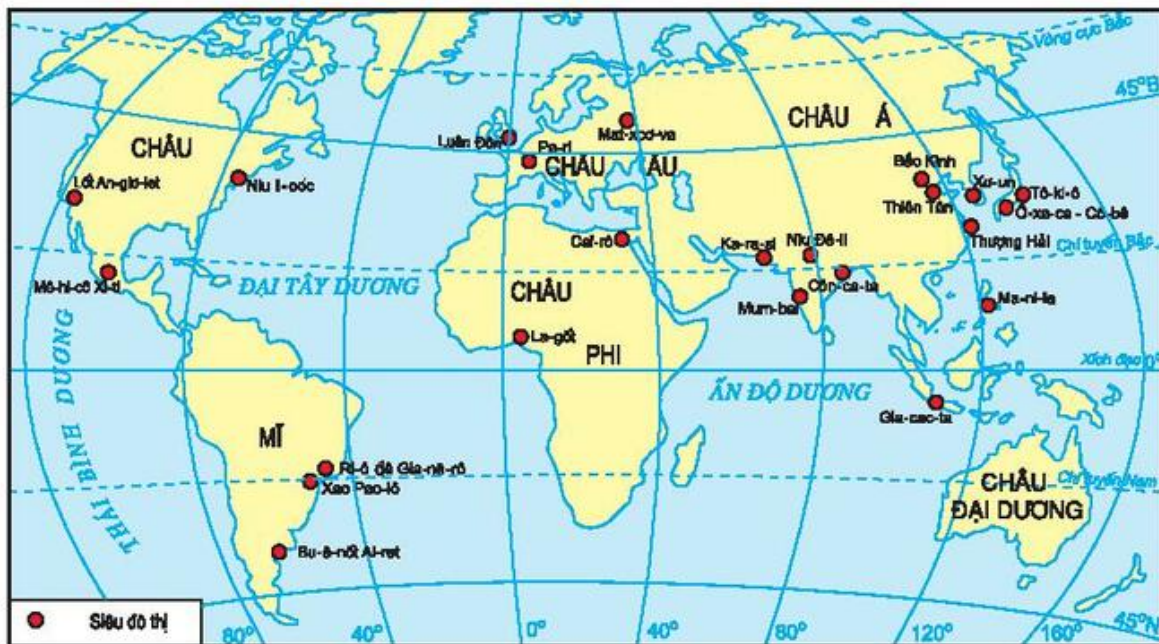 Vòng cực Bắc
45°B
CHÂU Á
Mat-xcơ-va
Luân Đôn
Pa-ri
CHÂU ÂU
CHÂU
Bắc Kinh
Lốt An-giơ-let
Niu I-oóc
Xơ-un
Tô-ki-ô
Thiên Tân
Ô-xa-ca - Cô-bê
Cai-rô
Ka-ra-si
Niu Đê-li
Thượng Hải
Chí tuyến Bắc
Mê-hi-cô Xi-ti
ĐẠI TÂY DƯƠNG
CHÂU
Côn-ca-ta
Mum-bai
Ma-ni-la
La-gốt
PHI
Xích đạo 0°
THÁI BÌNH DƯƠNG
ẤN ĐỘ DƯƠNG
Gia-cac-ta
MĨ
Ri-ô đê Gia-nê-rô
Xao Pao-lô
Chí tuyến Nam
CHÂU
ĐẠI DƯƠNG
Bu-ê-nốt Ai-ret
Siêu đô thị
80°
40°
0°
40°
80°
120°
160°
45°N